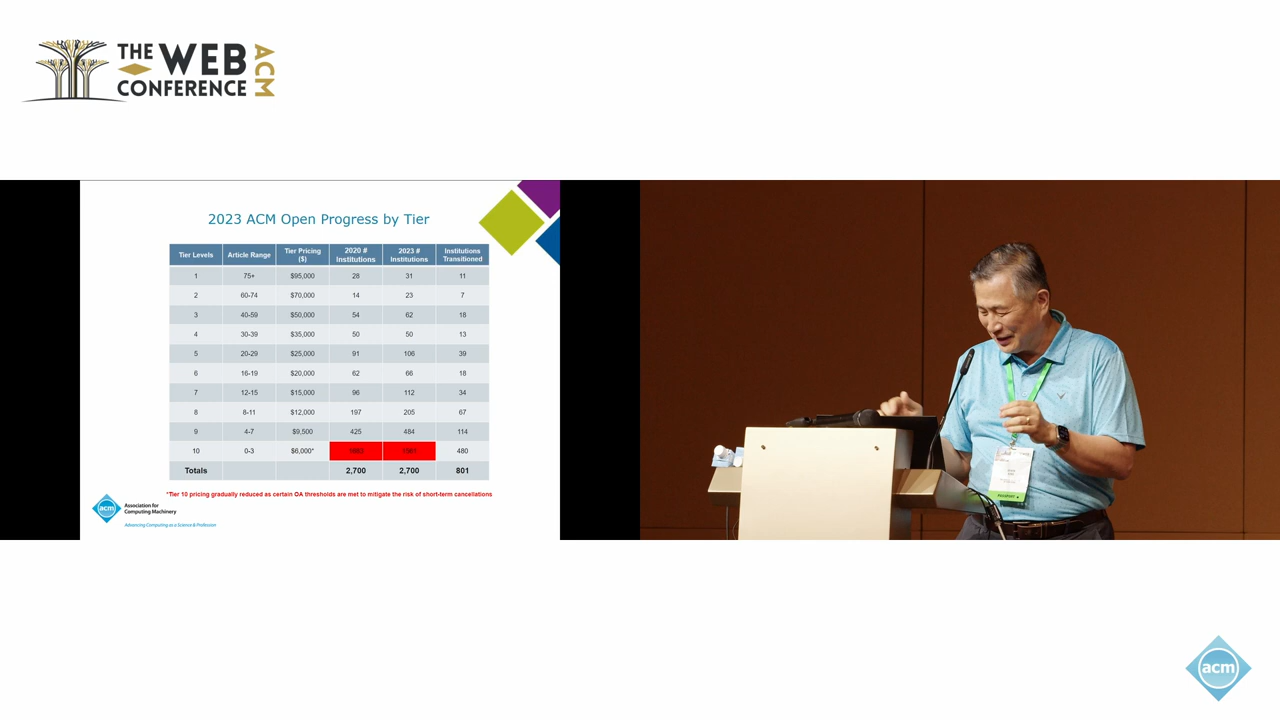 THE WEB
CONFERENCE
ACM
2023 ACM Open Progress by Tier
Tier Levels Article Range Tier Pricing ($) 2020 # Institutions 2023 # Institutions Institutions Transitioned
1 75+ $95,000 28 31 11
2 60-74 $70,000 14 23 7
3 40-59 $50,000 54 62 18
4 30-39 $35,000 50 50 13
5 20-29 $25,000 91 106 39
6 16-19 $20,000 62 66 18
7 12-15 $15,000 96 112 34
8 8-11 $12,000 197 205 67
9 4-7 $9,500 425 484 114
10 0-3 $6,000* 480
Totals 2,700 2,700 801
*Tier 10 pricing gradually reduced as certain OA thresholds are met to mitigate the risk of short-term cancellations
acm
Association for
Computing Machinery
Advancing Computing as a Science & Profession
acm